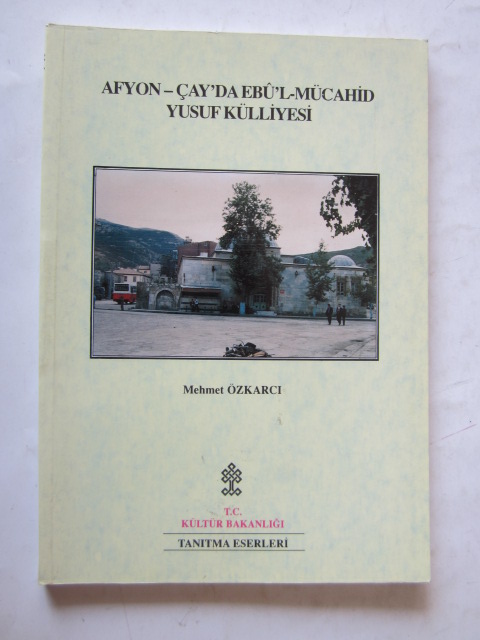 AFYON – ÇAY'DA EBÛ'L-MÜCAHİD
YUSUF KÜLLİYESİ
Mehmet ÖZKARCI
T.C.
KÜLTÜR BAKANLIĞI
TANITMA ESERLERİ